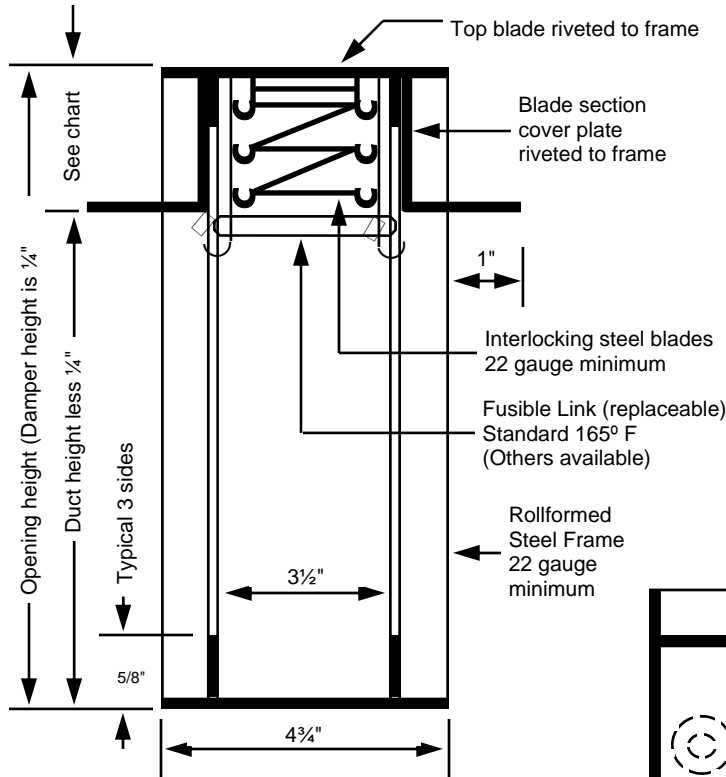 Top blade riveted to frame
Blade section
cover plate
riveted to frame
See chart
1"
Opening height (Damper height is ¼"
Duct height less ¼"
Interlocking steel blades
22 gauge minimum
Fusible Link (replaceable)
Standard 165º F
(Others available)
Typical 3 sides
Rollformed
Steel Frame
22 gauge
minimum
3½"
5/8"
4¾"